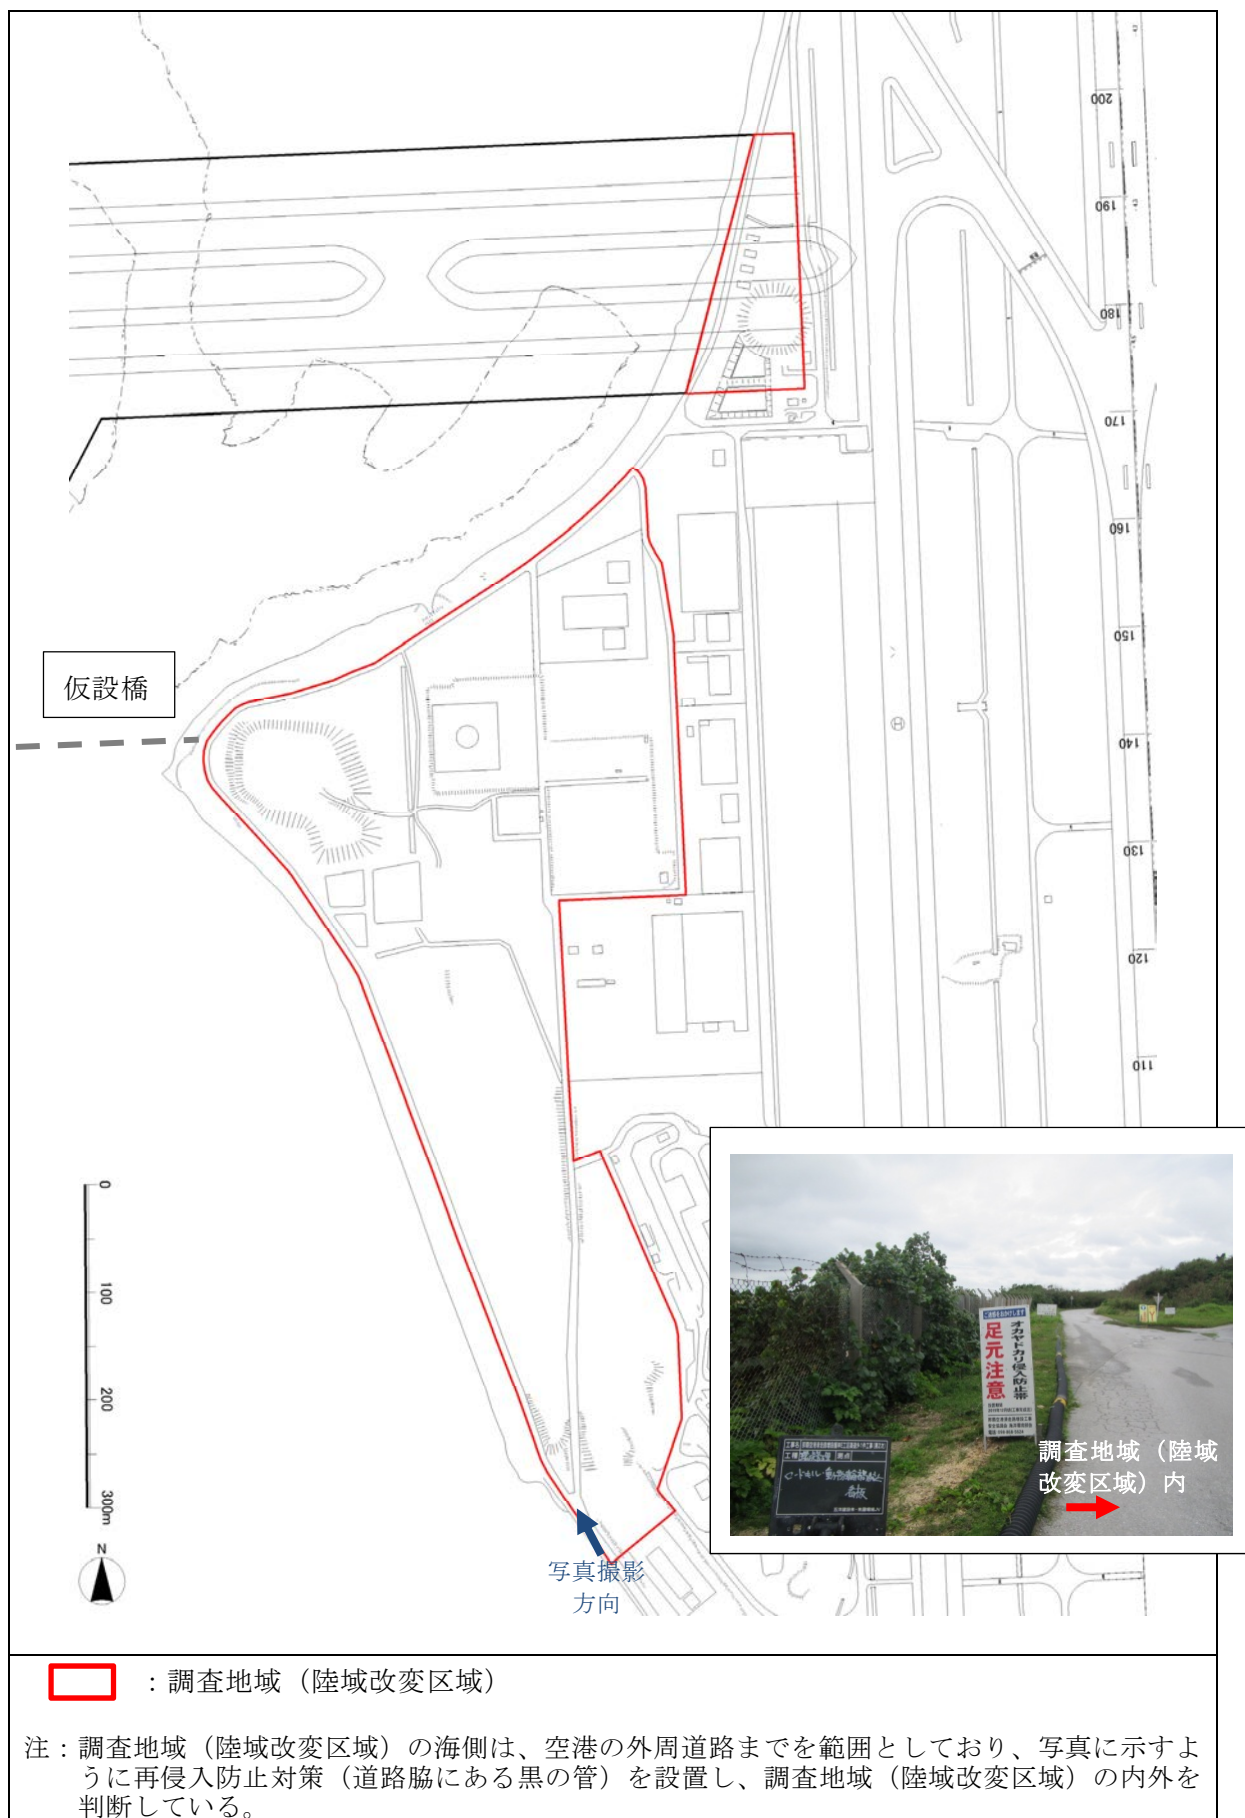 200
190
180
170
160
150
140
130
120
110
仮設橋
Ⓗ
0
100
200
300m
N
写真撮影
方向
足元注意
オカヤドカリ侵入防止帯
調査地域（陸域
改変区域）内
：調査地域（陸域改変区域）
注：調査地域（陸域改変区域）の海側は、空港の外周道路までを範囲としており、写真に示すよ
うに再侵入防止対策（道路脇にある黒の管）を設置し、調査地域（陸域改変区域）の内外を
判断している。